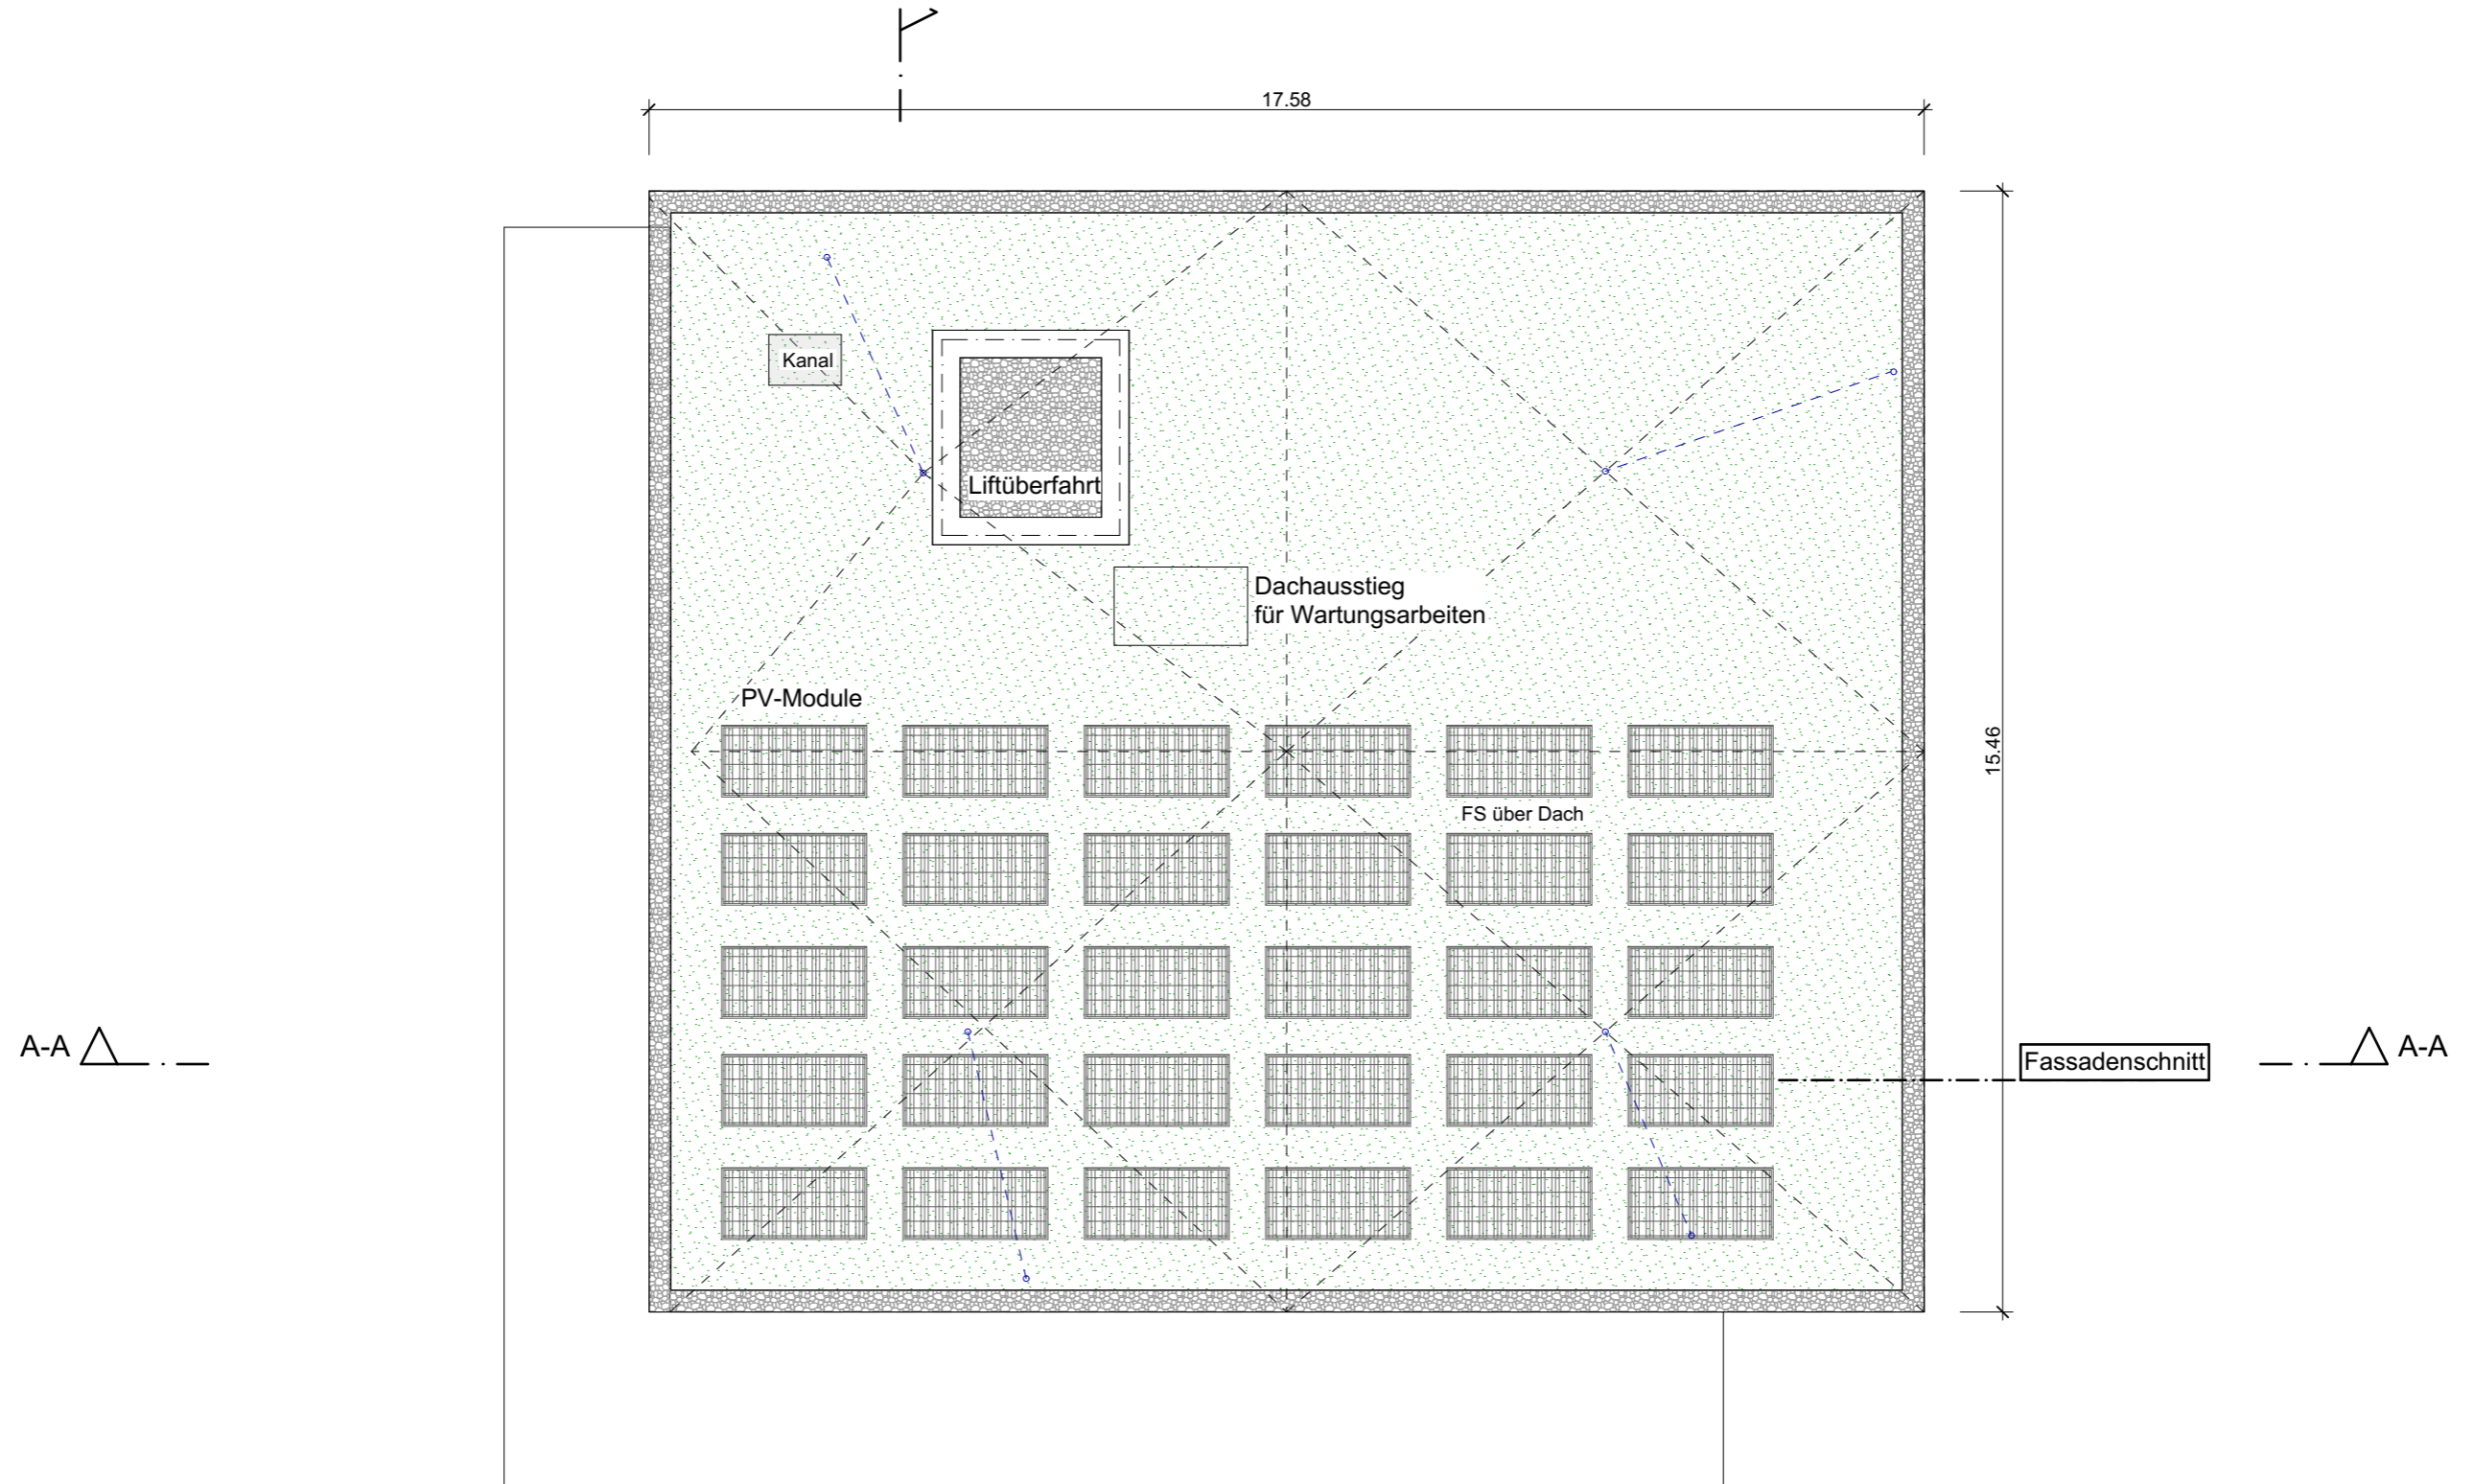 17.58
Kanal
Liftüberfahrt
Dachausstieg
für Wartungsarbeiten
PV-Module
15.46
FS über Dach
A-A
Fassadenschnitt
A-A